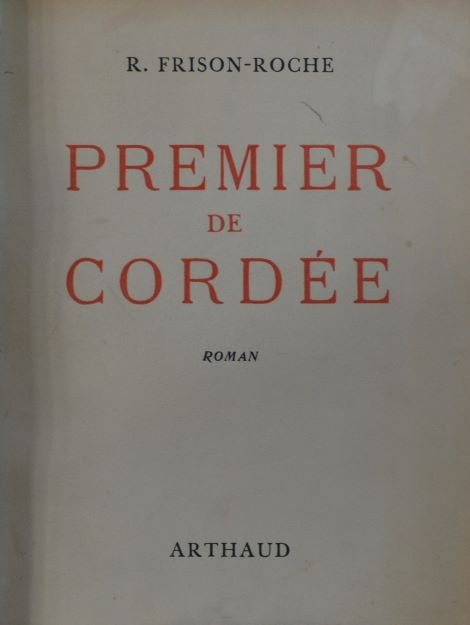 R. FRISON-ROCHE
PREMIER
DE
CORDÉE
ROMAN
ARTHAUD